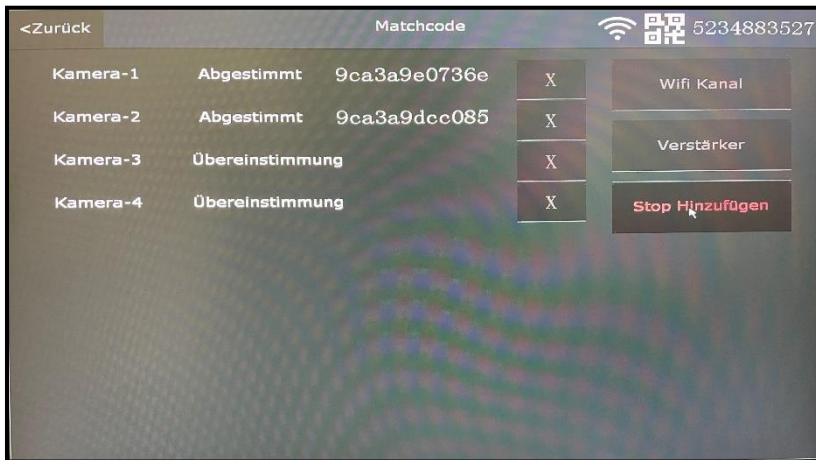 <Zurück Matchcode 5234883527
Kamera-1 Abgestimmt 9ca3a9e0736e X
Kamera-2 Abgestimmt 9ca3a9dcc085 X
Kamera-3 Übereinstimmung X
Kamera-4 Übereinstimmung X
Wifi Kanal
Verstärker
Stop Hinzufügen